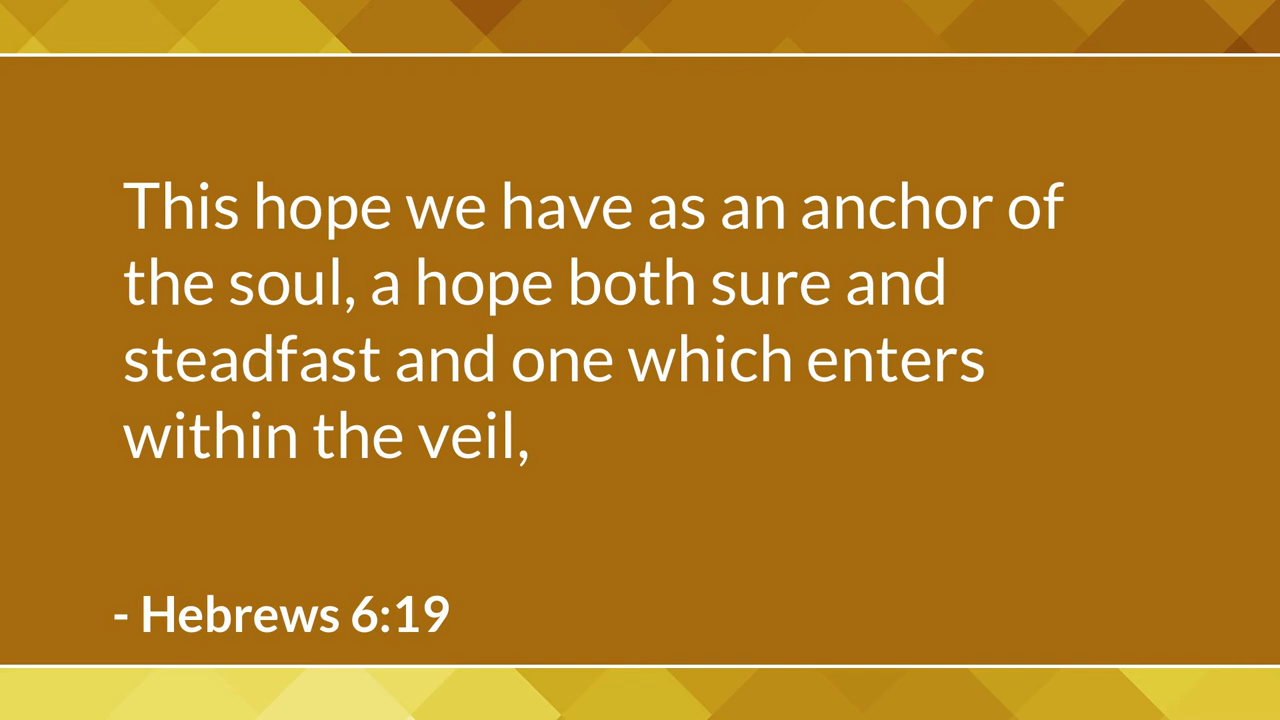 This hope we have as an anchor of
the soul, a hope both sure and
steadfast and one which enters
within the veil,
- Hebrews 6:19